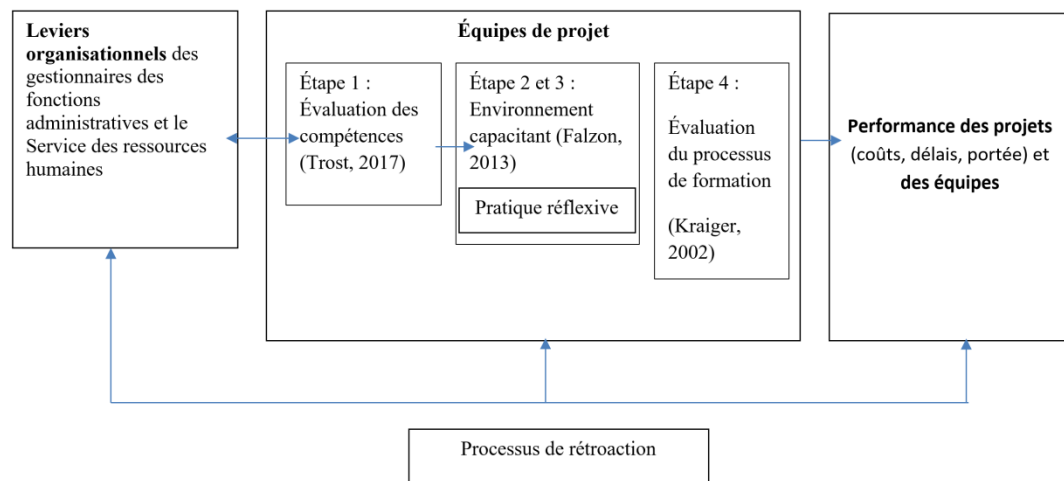 Leviers
organisationnels des
gestionnaires des
fonctions
administratives et le
Service des ressources
humaines
Équipes de projet
Étape 1 :
Évaluation des
compétences
(Trost, 2017)
Étape 2 et 3 :
Environnement
capacitant (Falzon,
2013)
Pratique réflexive
Étape 4 :
Évaluation
du processus
de formation
(Kraiger,
2002)
Performance des projets
(coûts, délais, portée) et
des équipes
Processus de rétroaction